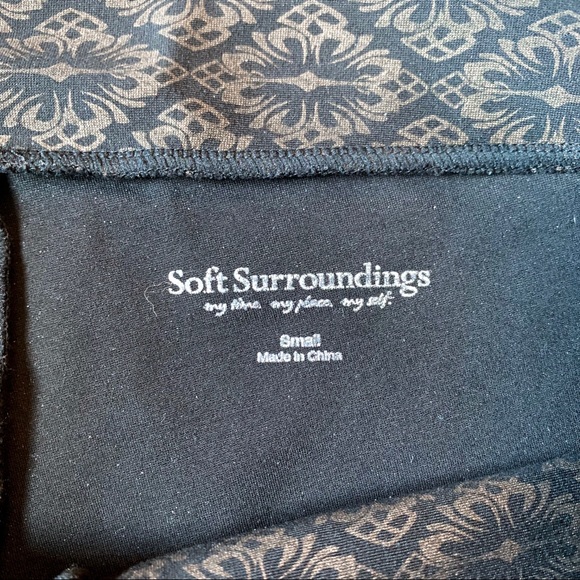 Soft Surroundings
my time. my place. my self.
Small
Made in China